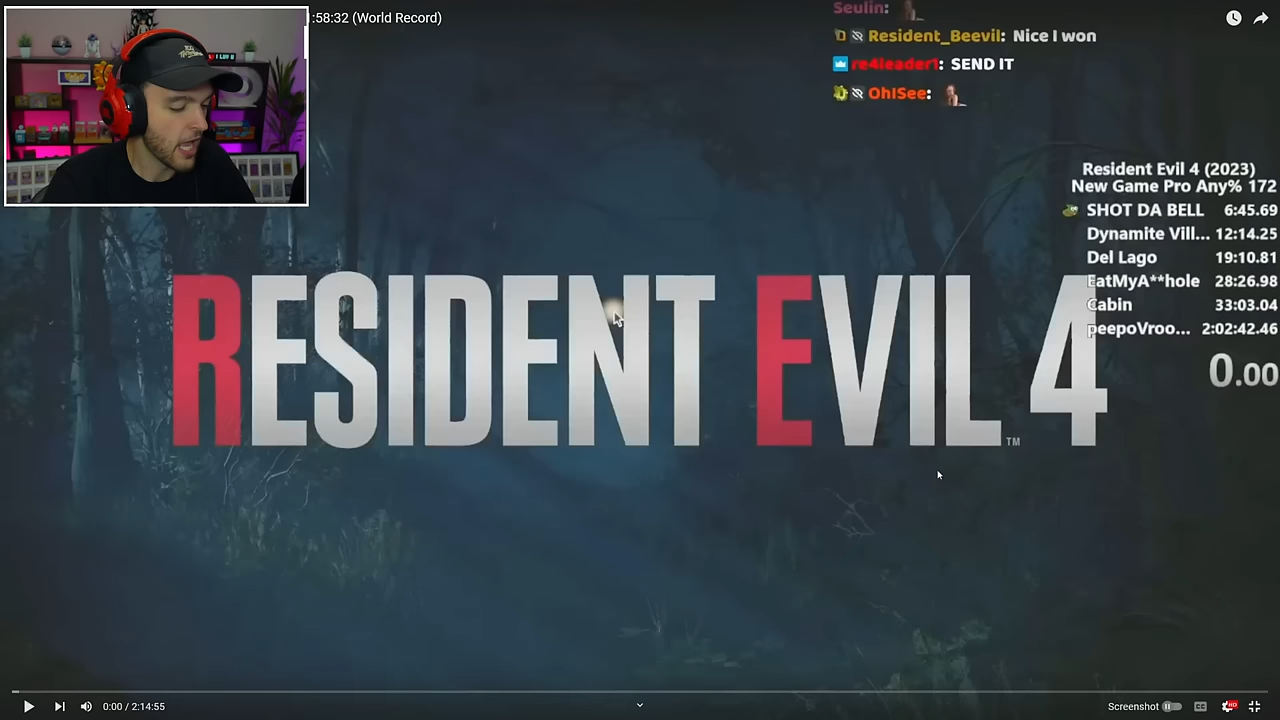 1:58:32 (World Record)
Seulin:
Resident_Beevil: Nice I won
re4leader1: SEND IT
OhISee:
Resident Evil 4 (2023)
New Game Pro Any% 172
SHOT DA BELL 6:45.69
Dynamite Vill... 12:14.25
Del Lago 19:10.81
EatMyA**hole 28:26.98
Cabin 33:03.04
peepoVroo... 2:02:42.46
0.00
RESIDENT EVIL 4
TM
0:00 / 2:14:55
Screenshot
CC
HD